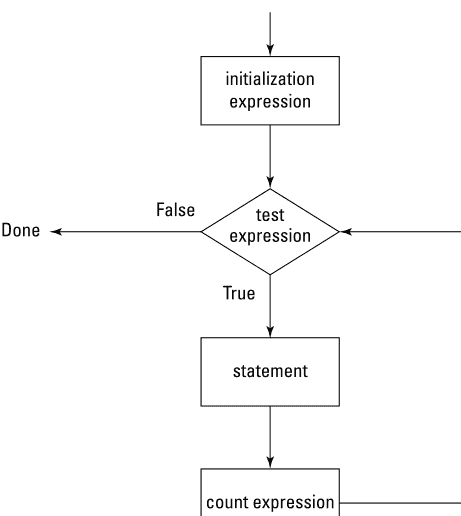 initialization
expression
False
test
expression
Done
True
statement
count expression